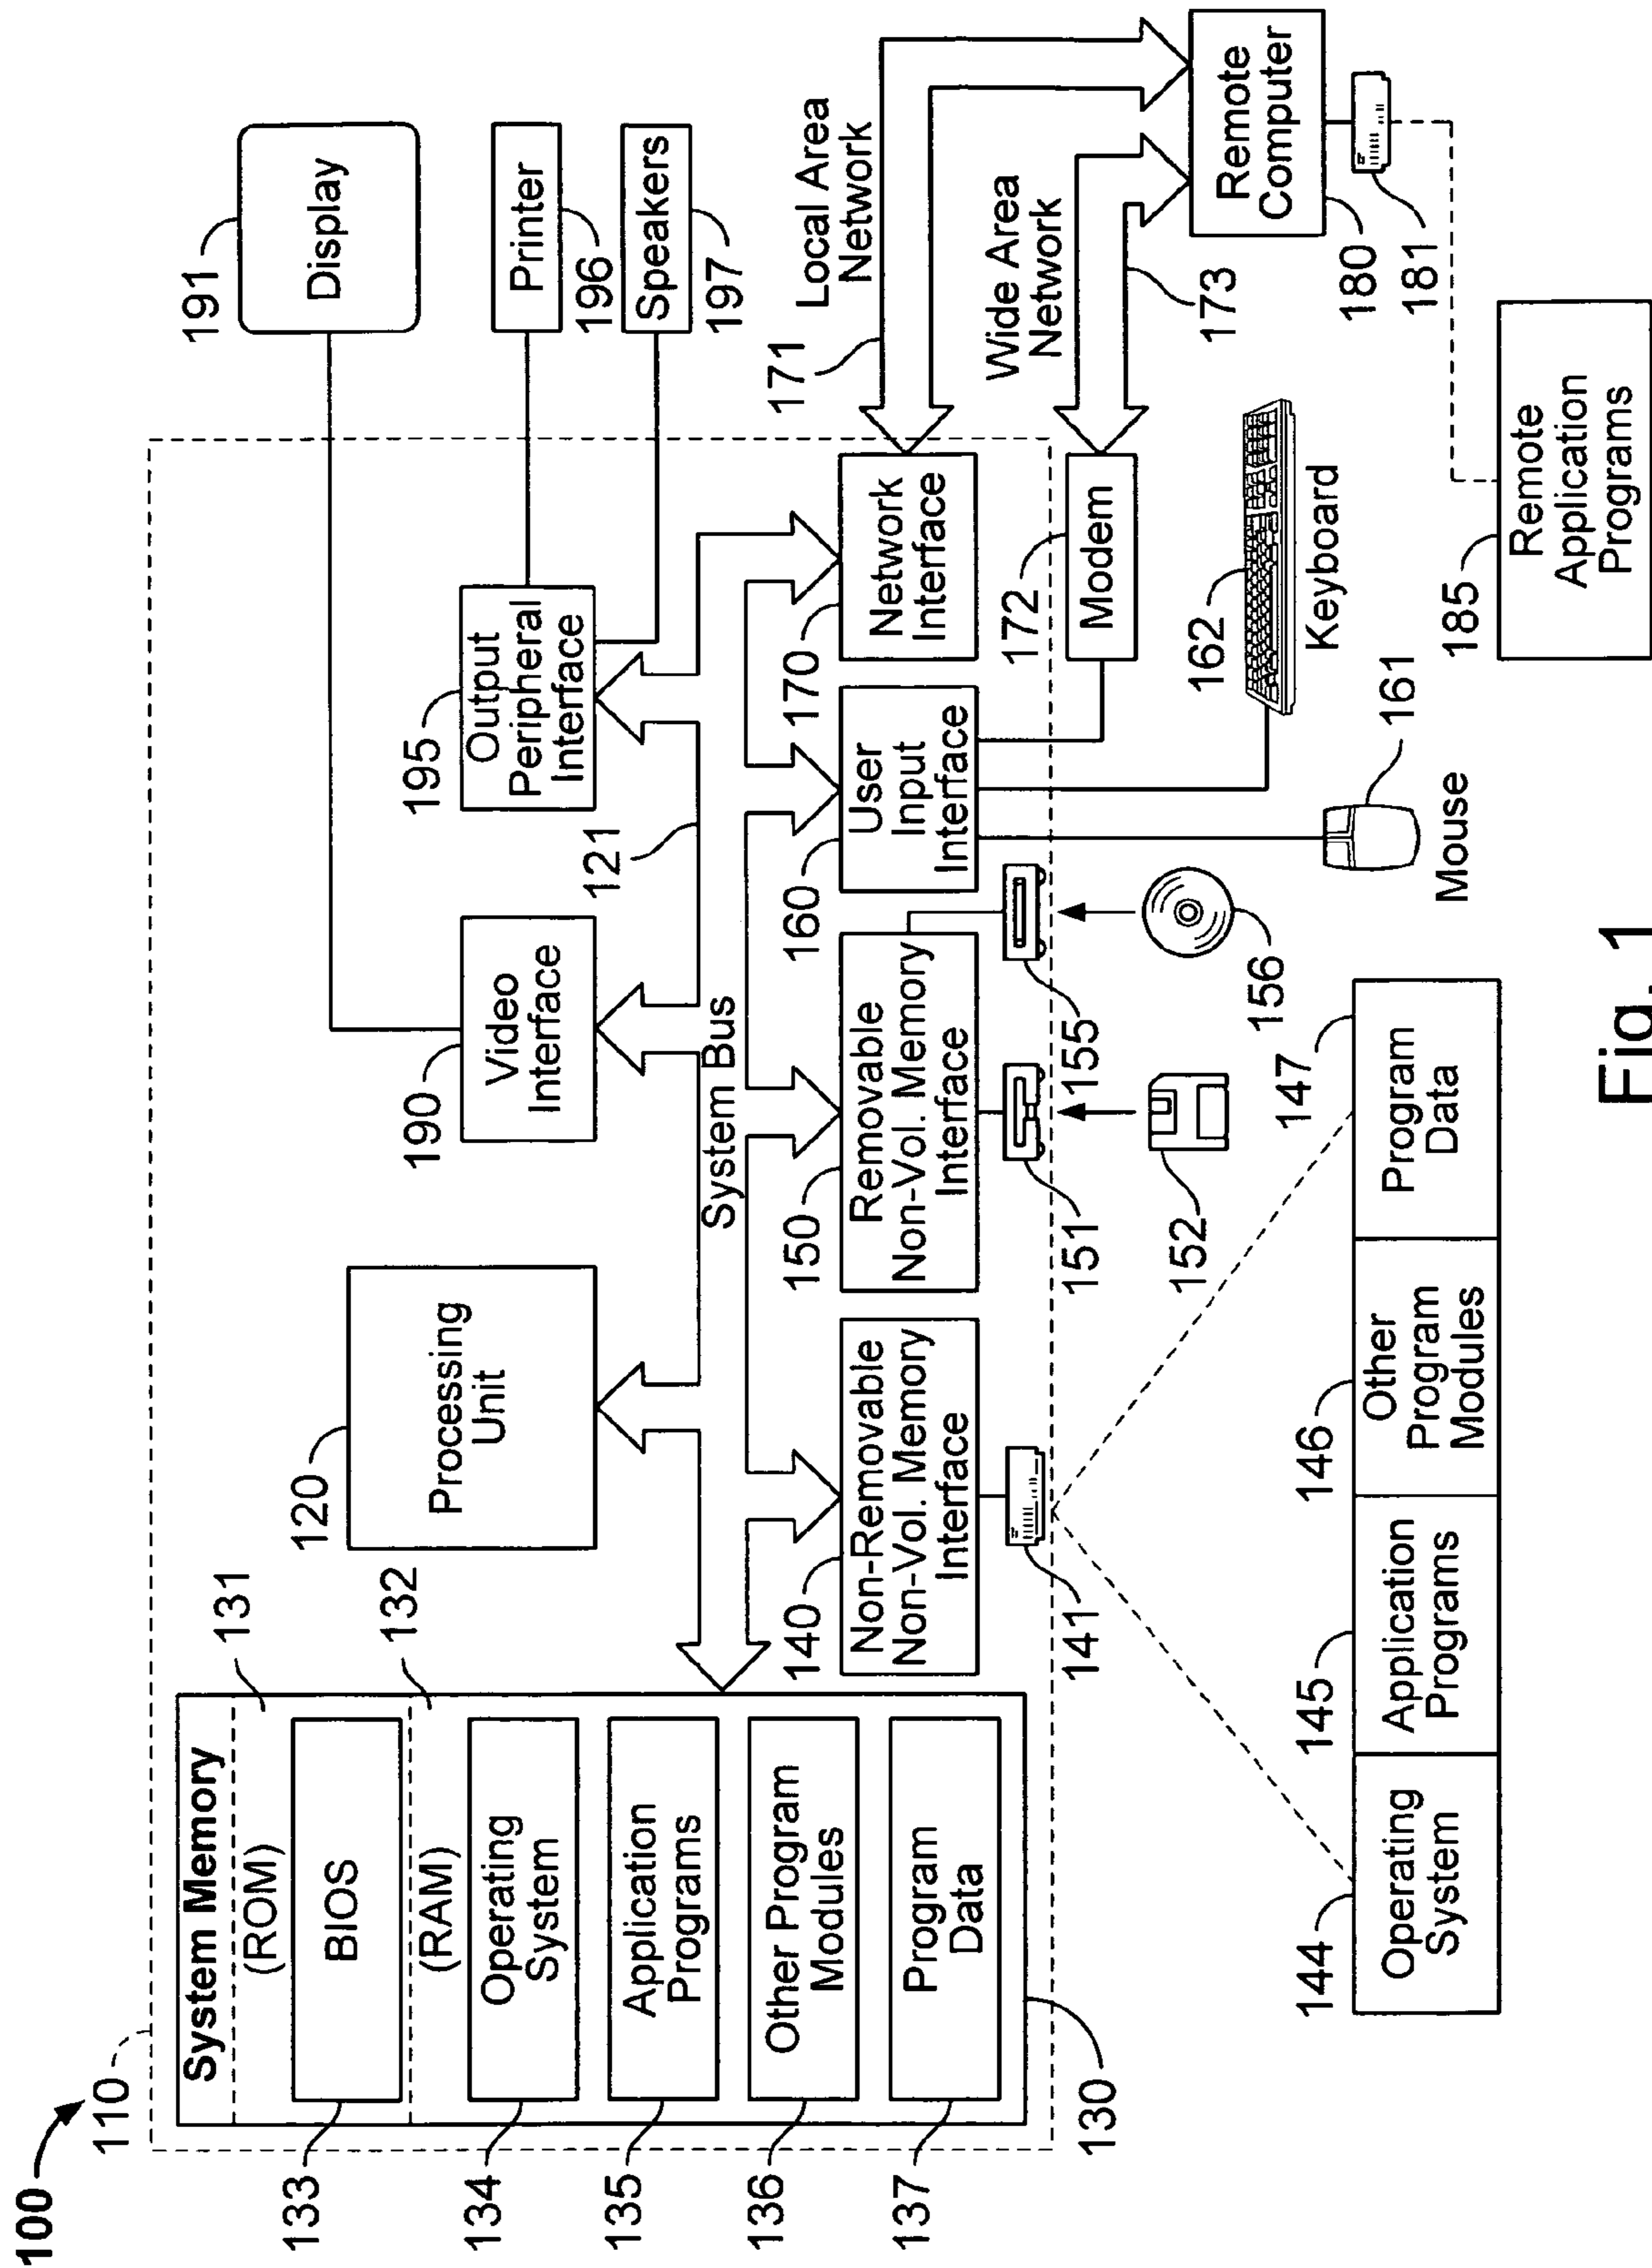 100
110
System Memory
(ROM)
131
133
BIOS
(RAM)
132
134
Operating
System
135
Application
Programs
136
Other Program
Modules
137
Program
Data
130
120
Processing
Unit
190
Video
Interface
195
Output
Peripheral
Interface
191
Display
Printer
196
Speakers
197
System Bus
121
140
Non-Removable
Non-Vol. Memory
Interface
150
Removable
Non-Vol. Memory
Interface
160
User
Input
Interface
170
Network
Interface
171
Local Area
Network
172
Modem
Wide Area
Network
173
Remote
Computer
180
181
141
151
155
152
156
162
Keyboard
161
Mouse
185
Remote
Application
Programs
144
Operating
System
145
Application
Programs
146
Other
Program
Modules
147
Program
Data
Fig. 1